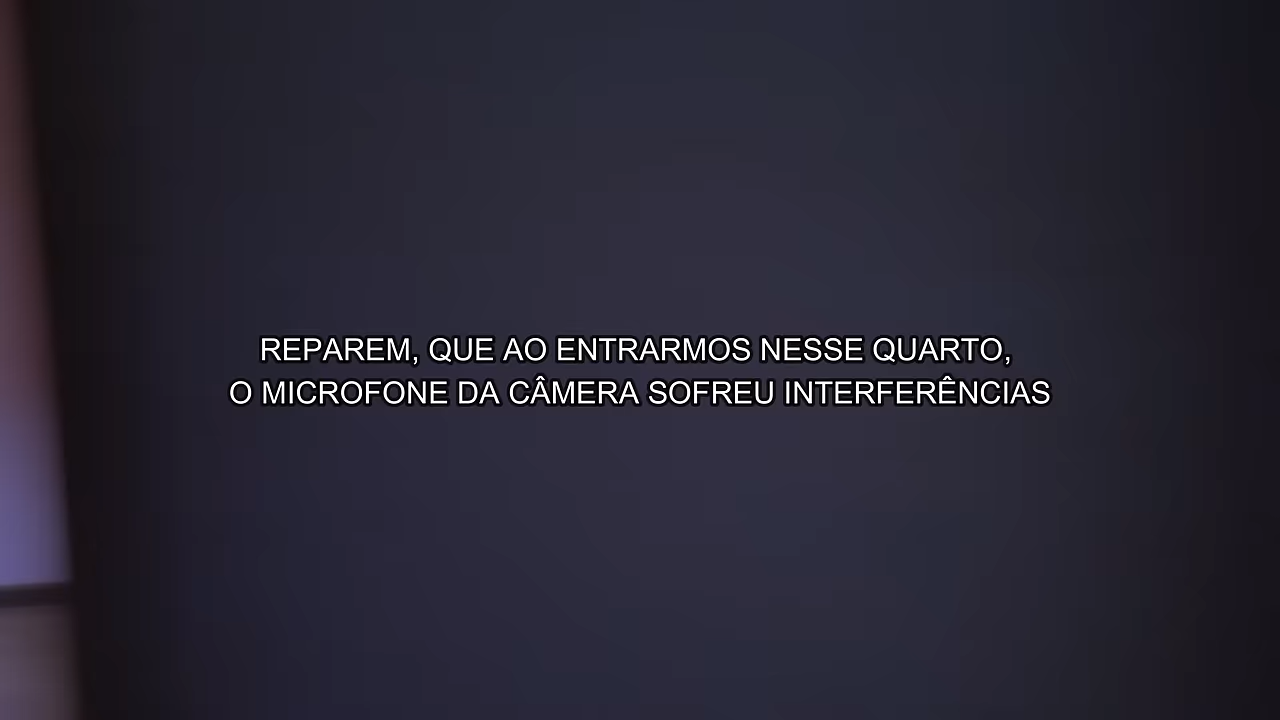 REPAREM, QUE AO ENTRARMOS NESSE QUARTO,
O MICROFONE DA CÂMERA SOFREU INTERFERÊNCIAS